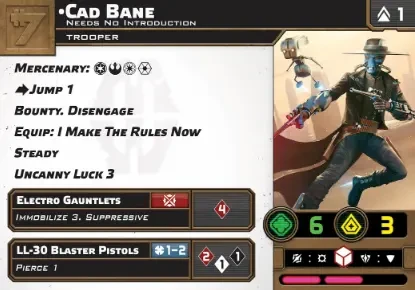 •Cad Bane
Needs No Introduction
1
TROOPER
Mercenary:
Jump 1
Bounty. Disengage
Equip: I Make The Rules Now
Steady
Uncanny Luck 3
Electro Gauntlets
Immobilize 3. Suppressive
4
6
3
LL-30 Blaster Pistols
1-2
Pierce 1
2
1
1
: :